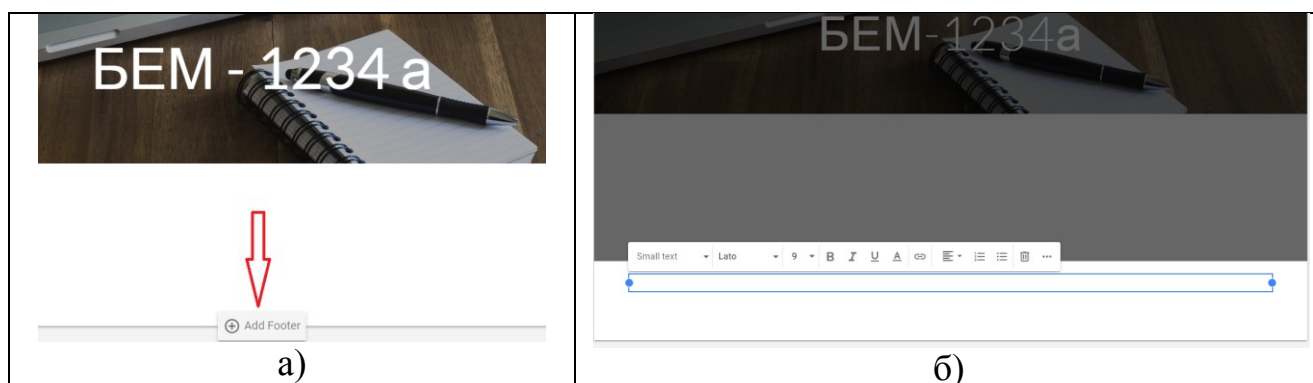 БЕМ - 1234 а
Add Footer
а)
БЕМ-1234а
Small text Lato 9 B I U A
б)